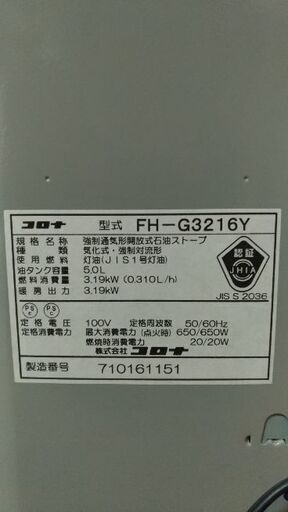 コロナ 型式 FH-G3216Y
規格名称 強制通気形開放式石油ストーブ
種類 気化式・強制対流形
使用燃料 灯油(JIS1号灯油)
油タンク容量 5.0L
燃料消費量 3.19kW (0.310L/h)
暖房出力 3.19kW
認証
JHIA
JIS S 2036
PS
C
PS
E
定格電圧 100V 定格周波数 50/60Hz
定格消費電力 最大消費電力(点火時) 650/650W
燃焼時消費電力 20/20W
株式会社コロナ
製造番号 710161151